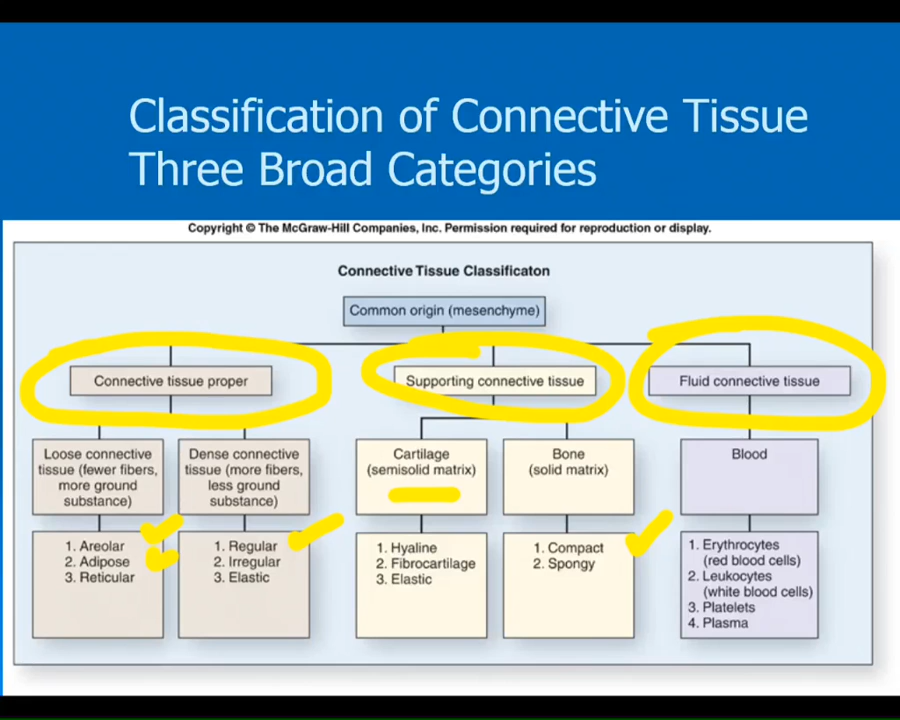 Classification of Connective Tissue
Three Broad Categories
Copyright © The McGraw-Hill Companies, Inc. Permission required for reproduction or display.
Connective Tissue Classificaton
Common origin (mesenchyme)
Connective tissue proper
Supporting connective tissue
Fluid connective tissue
Loose connective
tissue (fewer fibers,
more ground
substance)
Dense connective
tissue (more fibers,
less ground
substance)
Cartilage
(semisolid matrix)
Bone
(solid matrix)
Blood
1. Areolar
2. Adipose
3. Reticular
1. Regular
2. Irregular
3. Elastic
1. Hyaline
2. Fibrocartilage
3. Elastic
1. Compact
2. Spongy
1. Erythrocytes
(red blood cells)
2. Leukocytes
(white blood cells)
3. Platelets
4. Plasma